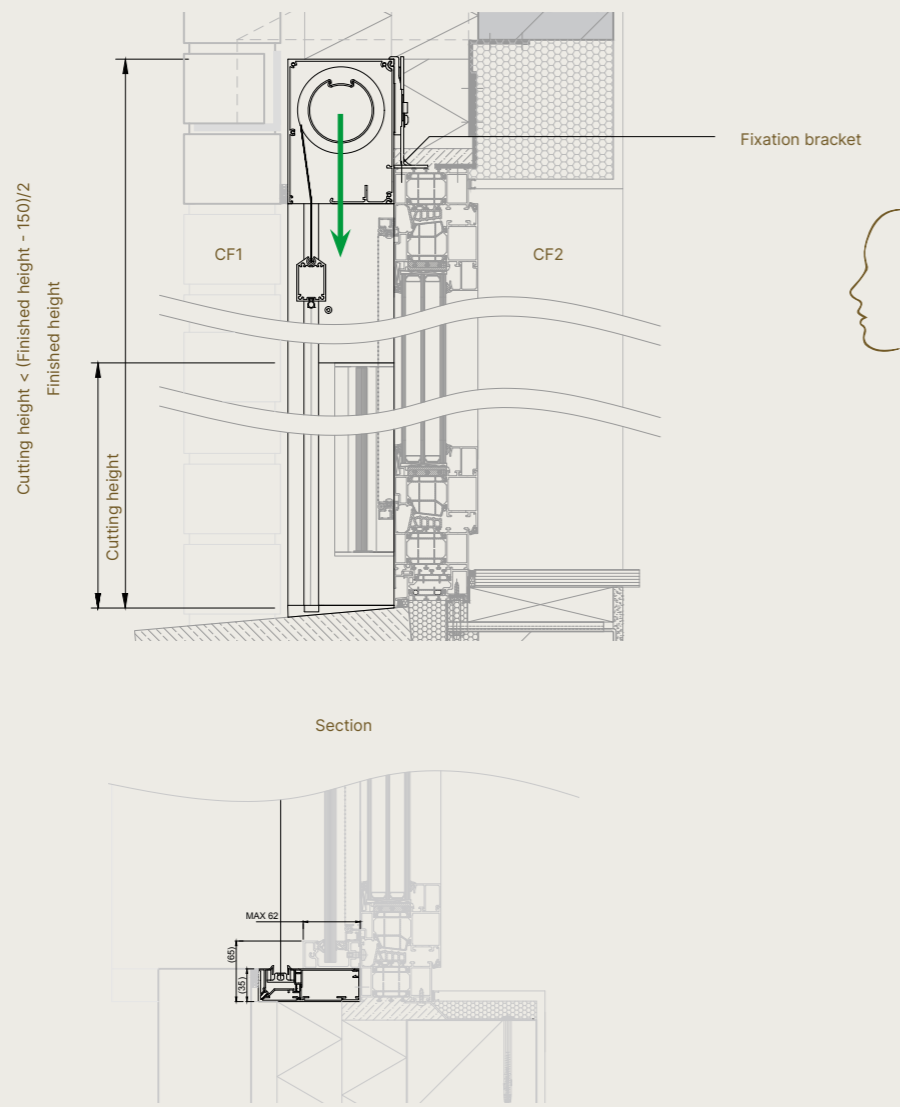 Fixation bracket
CF1
CF2
Cutting height < (Finished height - 150)/2
Finished height
Cutting height
Section
MAX 62
(65)
(35)